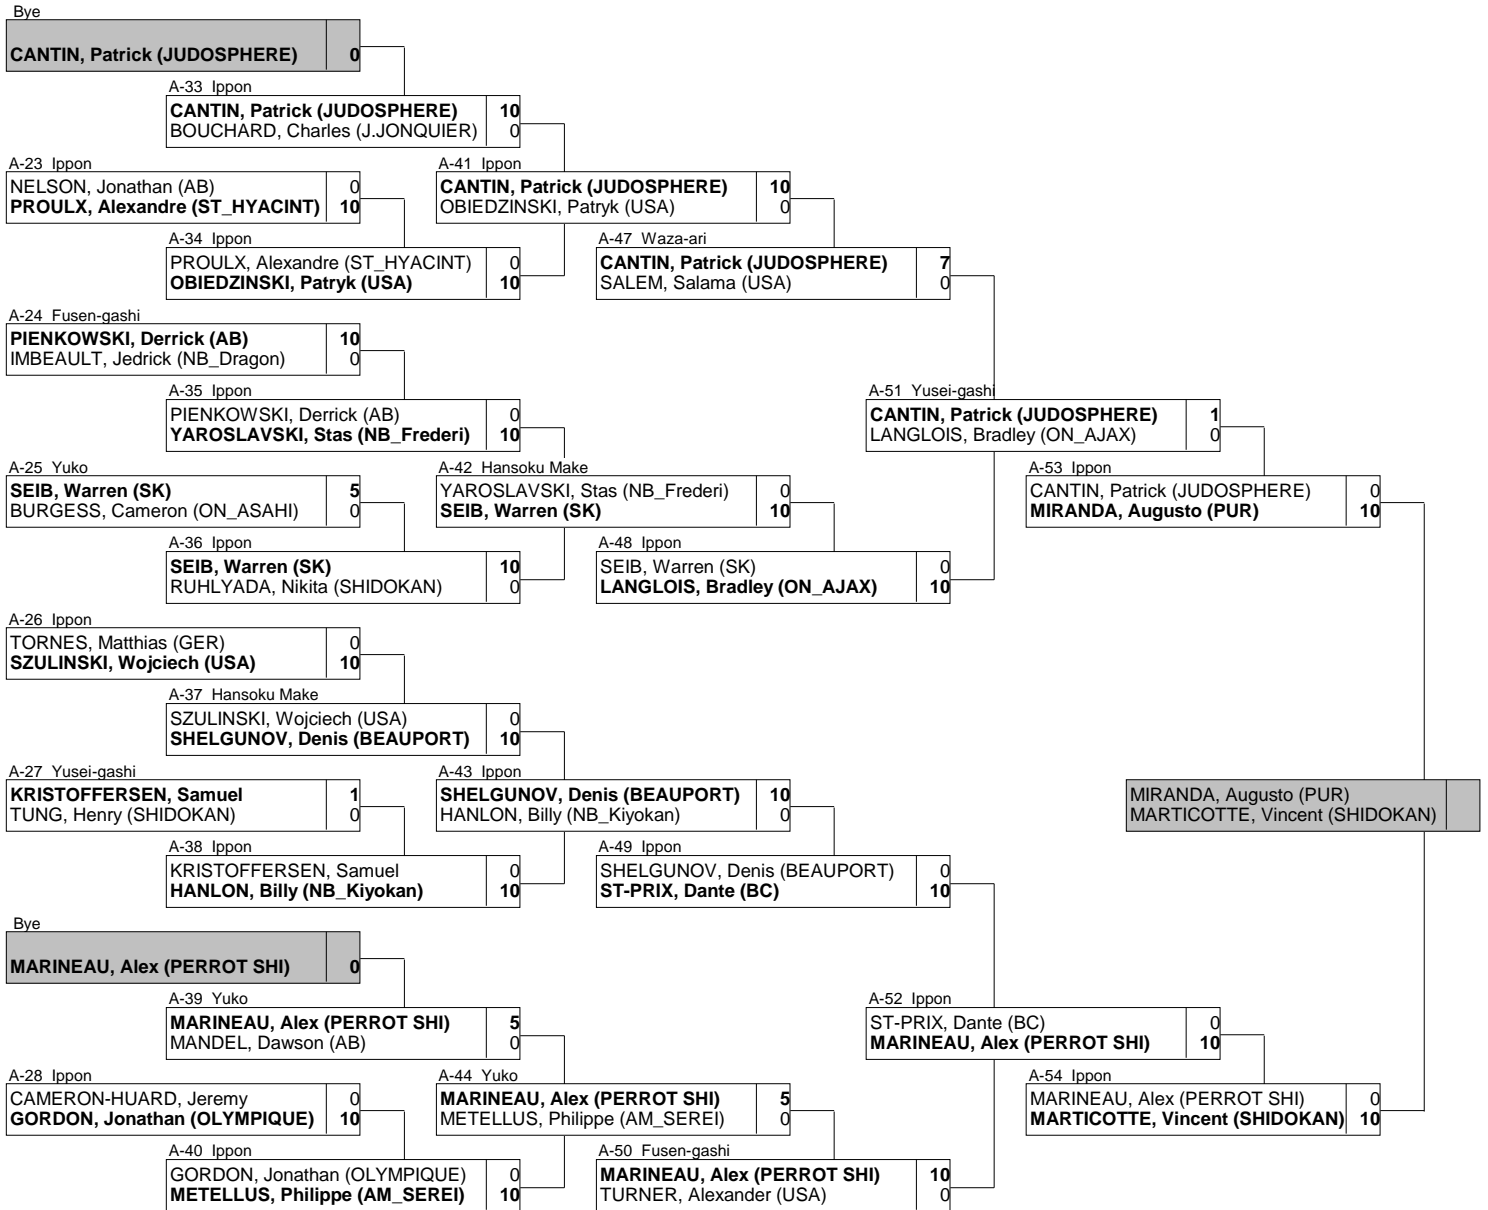 Bye
CANTIN, Patrick (JUDOSPHERE) 0
A-33 Ippon
CANTIN, Patrick (JUDOSPHERE) 10
BOUCHARD, Charles (J.JONQUIER) 0
A-23 Ippon
NELSON, Jonathan (AB) 0
PROULX, Alexandre (ST_HYACINT) 10
A-41 Ippon
CANTIN, Patrick (JUDOSPHERE) 10
OBIEDZINSKI, Patryk (USA) 0
A-34 Ippon
PROULX, Alexandre (ST_HYACINT) 0
OBIEDZINSKI, Patryk (USA) 10
A-47 Waza-ari
CANTIN, Patrick (JUDOSPHERE) 7
SALEM, Salama (USA) 0
A-24 Fusen-gashi
PIENKOWSKI, Derrick (AB) 10
IMBEAULT, Jedrick (NB_Dragon) 0
A-35 Ippon
PIENKOWSKI, Derrick (AB) 0
YAROSLAVSKI, Stas (NB_Frederi) 10
A-51 Yusei-gashi
CANTIN, Patrick (JUDOSPHERE) 1
LANGLOIS, Bradley (ON_AJAX) 0
A-25 Yuko
SEIB, Warren (SK) 5
BURGESS, Cameron (ON_ASAHI) 0
A-42 Hansoku Make
YAROSLAVSKI, Stas (NB_Frederi) 0
SEIB, Warren (SK) 10
A-53 Ippon
CANTIN, Patrick (JUDOSPHERE) 0
MIRANDA, Augusto (PUR) 10
A-36 Ippon
SEIB, Warren (SK) 10
RUHLYADA, Nikita (SHIDOKAN) 0
A-48 Ippon
SEIB, Warren (SK) 0
LANGLOIS, Bradley (ON_AJAX) 10
A-26 Ippon
TORNES, Matthias (GER) 0
SZULINSKI, Wojciech (USA) 10
A-37 Hansoku Make
SZULINSKI, Wojciech (USA) 0
SHELGUNOV, Denis (BEAUPORT) 10
A-27 Yusei-gashi
KRISTOFFERSEN, Samuel 1
TUNG, Henry (SHIDOKAN) 0
A-43 Ippon
SHELGUNOV, Denis (BEAUPORT) 10
HANLON, Billy (NB_Kiyokan) 0
MIRANDA, Augusto (PUR)
MARTICOTTE, Vincent (SHIDOKAN)
A-38 Ippon
KRISTOFFERSEN, Samuel 0
HANLON, Billy (NB_Kiyokan) 10
A-49 Ippon
SHELGUNOV, Denis (BEAUPORT) 0
ST-PRIX, Dante (BC) 10
Bye
MARINEAU, Alex (PERROT SHI) 0
A-39 Yuko
MARINEAU, Alex (PERROT SHI) 5
MANDEL, Dawson (AB) 0
A-52 Ippon
ST-PRIX, Dante (BC) 0
MARINEAU, Alex (PERROT SHI) 10
A-28 Ippon
CAMERON-HUARD, Jeremy 0
GORDON, Jonathan (OLYMPIQUE) 10
A-44 Yuko
MARINEAU, Alex (PERROT SHI) 5
METELLUS, Philippe (AM_SEREI) 0
A-54 Ippon
MARINEAU, Alex (PERROT SHI) 0
MARTICOTTE, Vincent (SHIDOKAN) 10
A-40 Ippon
GORDON, Jonathan (OLYMPIQUE) 0
METELLUS, Philippe (AM_SEREI) 10
A-50 Fusen-gashi
MARINEAU, Alex (PERROT SHI) 10
TURNER, Alexander (USA) 0